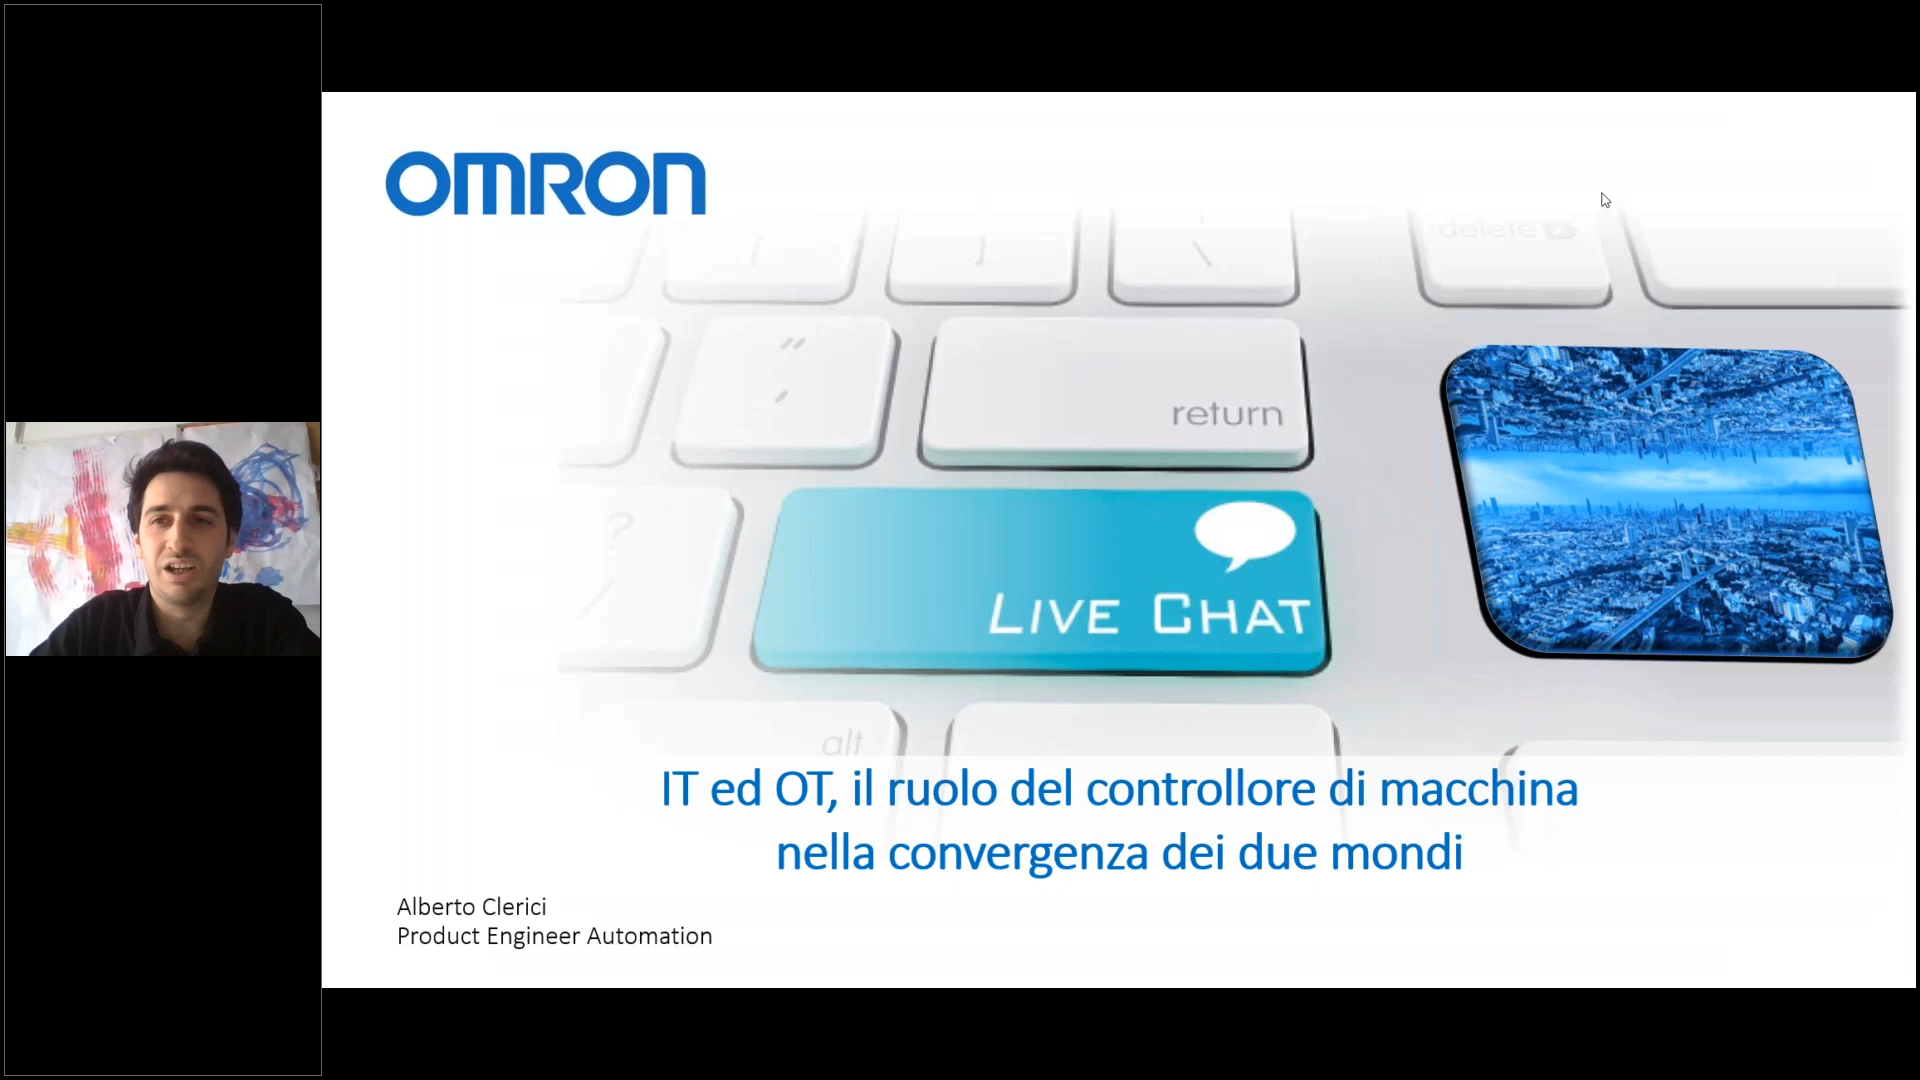 OMRON
delete
return
LIVE CHAT
alt
IT ed OT, il ruolo del controllore di macchina
nella convergenza dei due mondi
Alberto Clerici
Product Engineer Automation